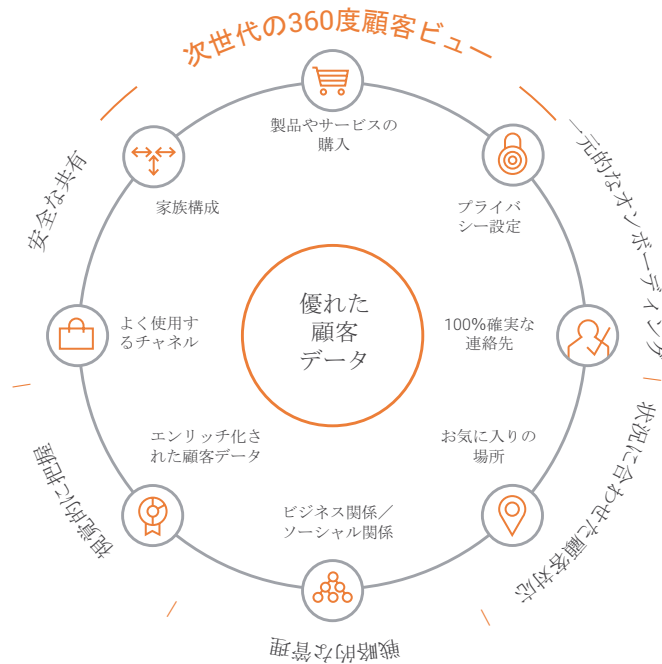 次世代の360度顧客ビュー
製品やサービスの
購入
プライバ
シー設定
100%確実な
連絡先
お気に入りの
場所
ビジネス関係／
ソーシャル関係
エンリッチ化さ
れた顧客データ
よく使用す
るチャネル
家族構成
優れた
顧客
データ
一元的なオンボーディング
状況に合わせた顧客対応
戦略的な管理
視覚的に把握
安全な共有